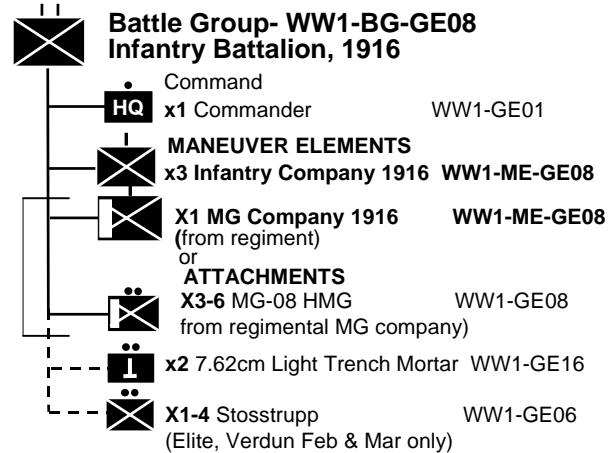 Battle Group- WW1-BG-GE08
Infantry Battalion, 1916
Command
HQ x1 Commander WW1-GE01
MANEUVER ELEMENTS
x3 Infantry Company 1916 WW1-ME-GE08
X1 MG Company 1916 WW1-ME-GE08
(from regiment)
or
ATTACHMENTS
X3-6 MG-08 HMG WW1-GE08
from regimental MG company)
x2 7.62cm Light Trench Mortar WW1-GE16
X1-4 Stosstrupp WW1-GE06
(Elite, Verdun Feb & Mar only)